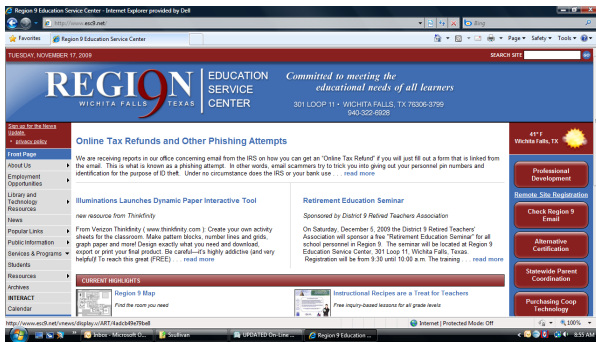 Region 9 Education Service Center - Internet Explorer provided by Dell
http://www.esc9.net/
Bing
Favorites
Region 9 Education Service Center
Page
Safety
Tools
TUESDAY, NOVEMBER 17, 2009
SEARCH SITE
REGION 9
WICHITA FALLS TEXAS
EDUCATION
SERVICE
CENTER
Committed to meeting the
educational needs of all learners
301 LOOP 11 • WICHITA FALLS, TX 76306-3799
940-322-6928
Sign up for the News
Update.
privacy policy
Front Page
About Us
Employment
Opportunities
Library and
Technology
Resources
News
Popular Links
Public Information
Services & Programs
Students
Resources
Archives
INTERACT
Calendar
Online Tax Refunds and Other Phishing Attempts
We are receiving reports in our office concerning email from the IRS on how you can get an "Online Tax Refund" if you will just fill out a form that is linked from
the email. This is what is known as a phishing attempt. In other words, email scammers try to trick you into giving out your personnel pin numbers and
identification for the purpose of ID theft. Under no circumstance does the IRS or your bank use . . . read more
Illuminations Launches Dynamic Paper Interactive Tool
new resource from Thinkfinity
From Verizon Thinkfinity ( www.thinkfinity.com ): Create your own activity
sheets for the classroom. Make pattern blocks, number lines and grids,
graph paper and more! Design exactly what you need and download,
export or print your final product. Be careful—it's highly addictive (and very
helpful)! To reach this great (FREE) . . . read more
Retirement Education Seminar
Sponsored by District 9 Retired Teachers Association
On Saturday, December 5, 2009 the District 9 Retired Teachers'
Association will sponsor a free "Retirement Education Seminar" for all
school personnel in Region 9. The seminar will be located at Region 9
Education Service Center, 301 Loop 11, Wichita Falls, Texas.
Registration will be from 9:30 until 10:00 a.m. The training . . . read more
CURRENT HIGHLIGHTS
Region 9 Map
Find the room you need
Instructional Recipes are a Treat for Teachers
Free inquiry-based lessons for all grade levels
41° F
Wichita Falls, TX
Professional
Development
Remote Site Registration
Check Region 9
Email
Alternative
Certification
Statewide Parent
Coordination
Purchasing Coop
Technology
Internet | Protected Mode: Off
100%
Inbox - Microsoft O...
Ssullivan
UPDATED On-Line ...
Region 9 Education ...
8:55 AM